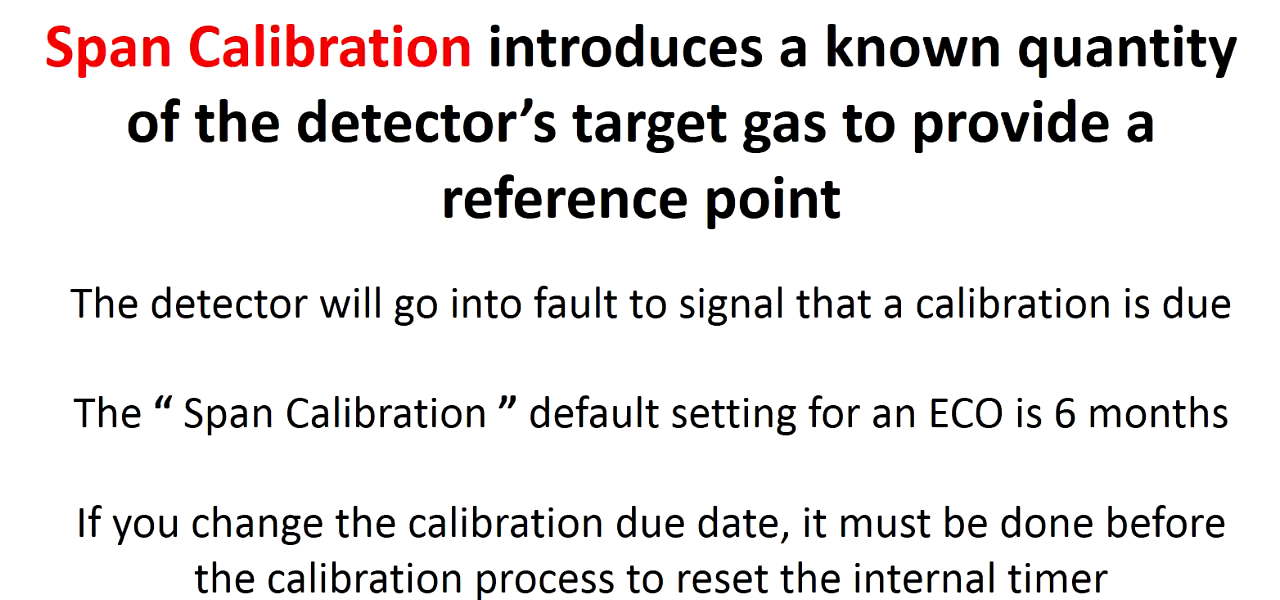 Span Calibration introduces a known quantity
of the detector’s target gas to provide a
reference point
The detector will go into fault to signal that a calibration is due
The “ Span Calibration ” default setting for an ECO is 6 months
If you change the calibration due date, it must be done before
the calibration process to reset the internal timer